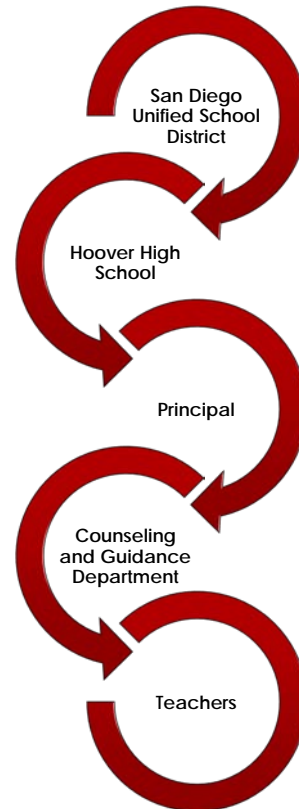 San Diego
Unified School
District
Hoover High
School
Principal
Counseling
and Guidance
Department
Teachers